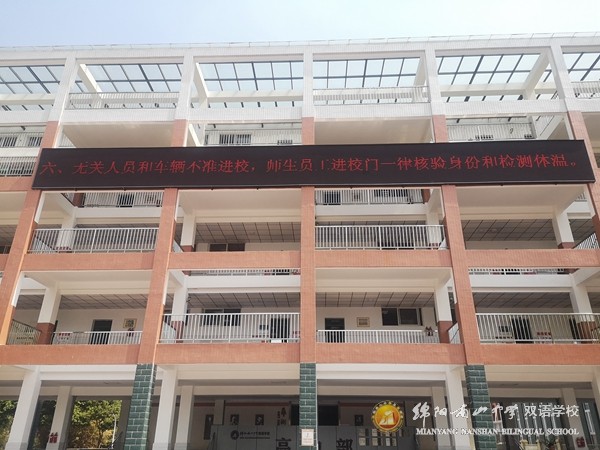 六、无关人员和车辆不准进校，师生员工进校门一律核验身份和检测体温。
高 部
绵阳南山中学 双语学校
MIANYANG NANSHAN BILINGUAL SCHOOL